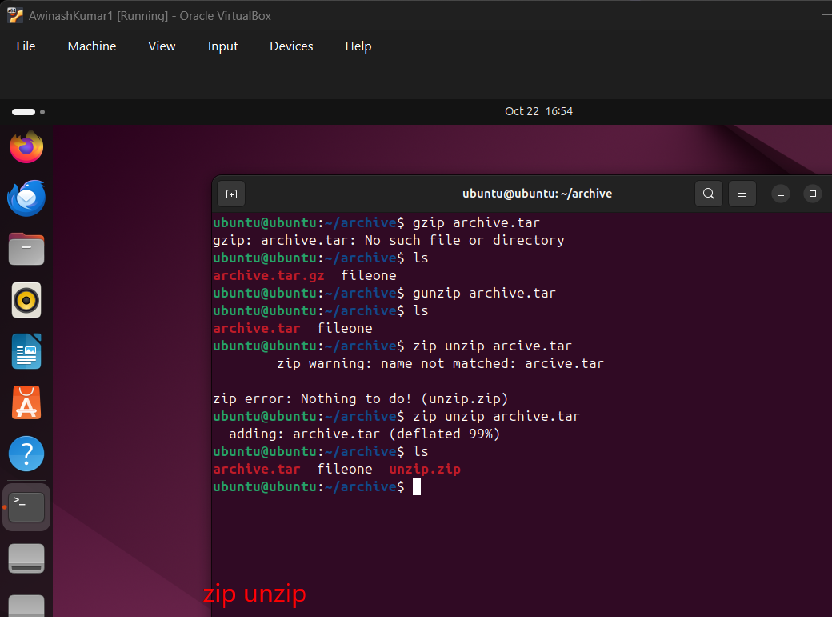 AwinashKumar1 [Running] - Oracle VirtualBox
File Machine View Input Devices Help
Oct 22 16:54
ubuntu@ubuntu: ~/archive
ubuntu@ubuntu:~/archive$ gzip archive.tar
gzip: archive.tar: No such file or directory
ubuntu@ubuntu:~/archive$ ls
archive.tar.gz fileone
ubuntu@ubuntu:~/archive$ gunzip archive.tar
ubuntu@ubuntu:~/archive$ ls
archive.tar fileone
ubuntu@ubuntu:~/archive$ zip unzip arcive.tar
zip warning: name not matched: arcive.tar
zip error: Nothing to do! (unzip.zip)
ubuntu@ubuntu:~/archive$ zip unzip archive.tar
adding: archive.tar (deflated 99%)
ubuntu@ubuntu:~/archive$ ls
archive.tar fileone unzip.zip
ubuntu@ubuntu:~/archive$
zip unzip